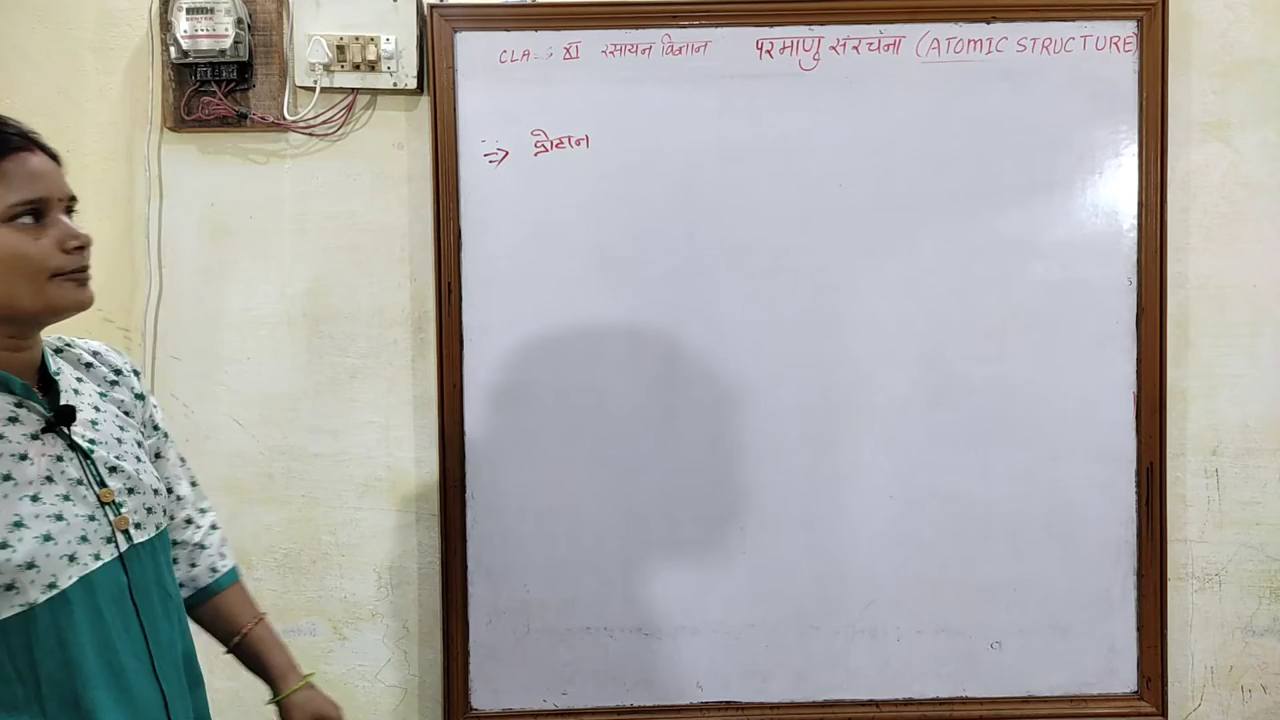 CLA XI रसायन विज्ञान परमाणु संरचना (ATOMIC STRUCTURE)
⇒ प्रोटान